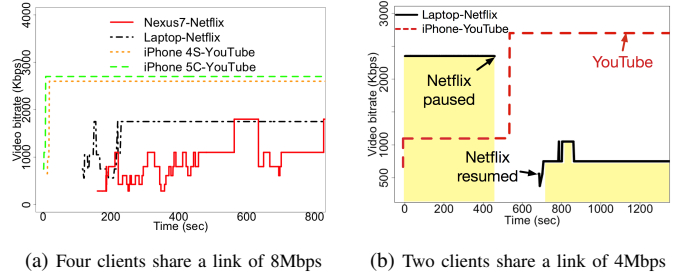 Nexus7-Netflix
Laptop-Netflix
iPhone 4S-YouTube
iPhone 5C-YouTube
Video bitrate (Kbps)
4000
3000
2000
1000
0
0 200 400 600 800
Time (sec)
(a) Four clients share a link of 8Mbps
Laptop-Netflix
iPhone-YouTube
Video bitrate (Kbps)
3000
2000
1000
500
Netflix
paused
YouTube
Netflix
resumed
0 200 400 600 800 1000 1200
Time (sec)
(b) Two clients share a link of 4Mbps